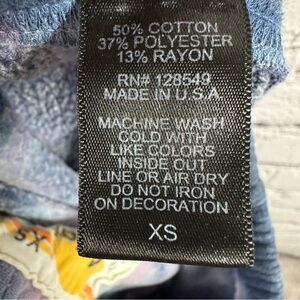 50% COTTON
37% POLYESTER
13% RAYON
RN# 128549
MADE IN U.S.A.
MACHINE WASH
COLD WITH
LIKE COLORS
INSIDE OUT
LINE OR AIR DRY
DO NOT IRON
ON DECORATION
XS